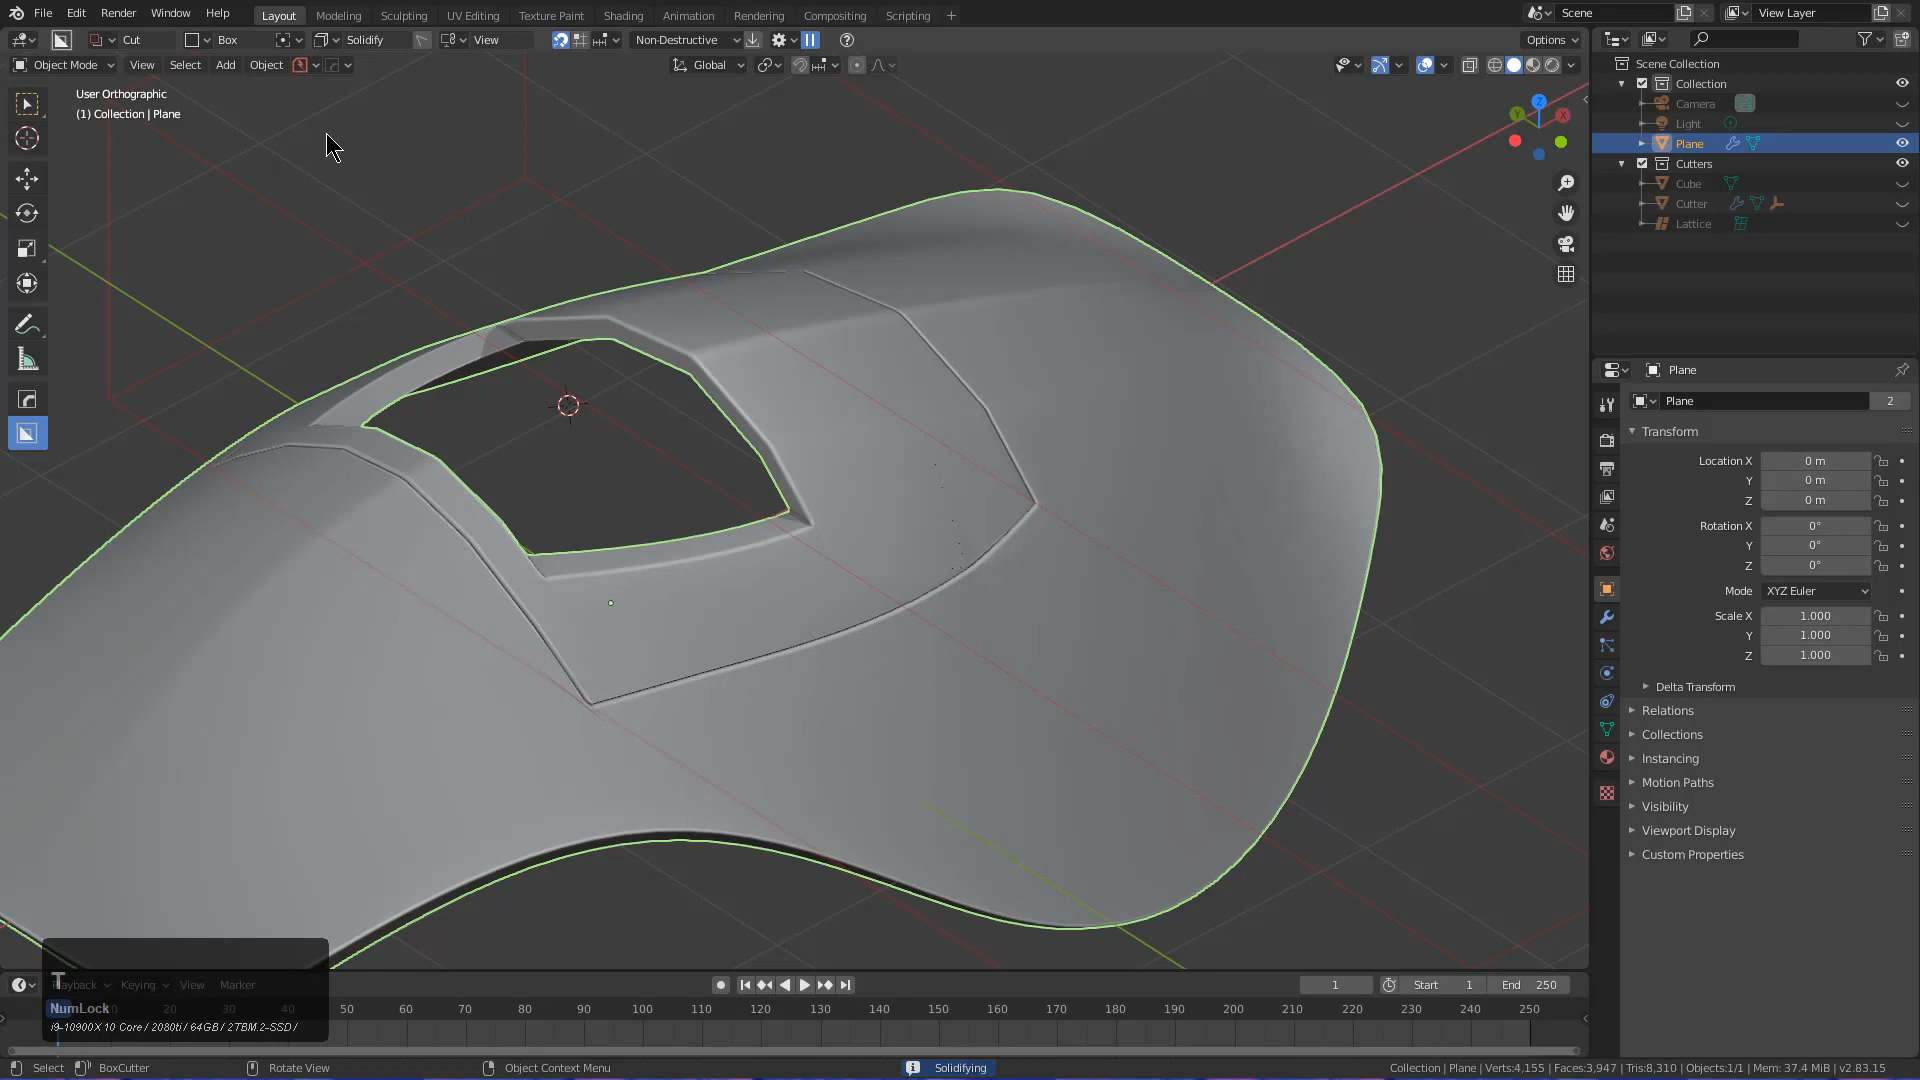 File Edit Render Window Help Layout Modeling Sculpting UV Editing Texture Paint Shading Animation Rendering Compositing Scripting + Scene View Layer
Cut Box Solidify View Non-Destructive Options
Object Mode View Select Add Object Global
User Orthographic
(1) Collection | Plane
Scene Collection
Collection
Camera
Light
Plane
Cutters
Cube
Cutter
Lattice
Plane
Plane 2
Transform
Location X 0 m
Y 0 m
Z 0 m
Rotation X 0°
Y 0°
Z 0°
Mode XYZ Euler
Scale X 1.000
Y 1.000
Z 1.000
Delta Transform
Relations
Collections
Instancing
Motion Paths
Visibility
Viewport Display
Custom Properties
T
Playback Keying View Marker 1 Start 1 End 250
NumLock
10 20 30 40 50 60 70 80 90 100 110 120 130 140 150 160 170 180 190 200 210 220 230 240 250
i9-10900X 10 Core / 2080ti / 64GB / 2TBM.2-SSD /
Select BoxCutter Rotate View Object Context Menu Solidifying Collection | Plane | Verts:4,155 | Faces:3,947 | Tris:8,310 | Objects:1/1 | Mem: 37.4 MiB | v2.83.15